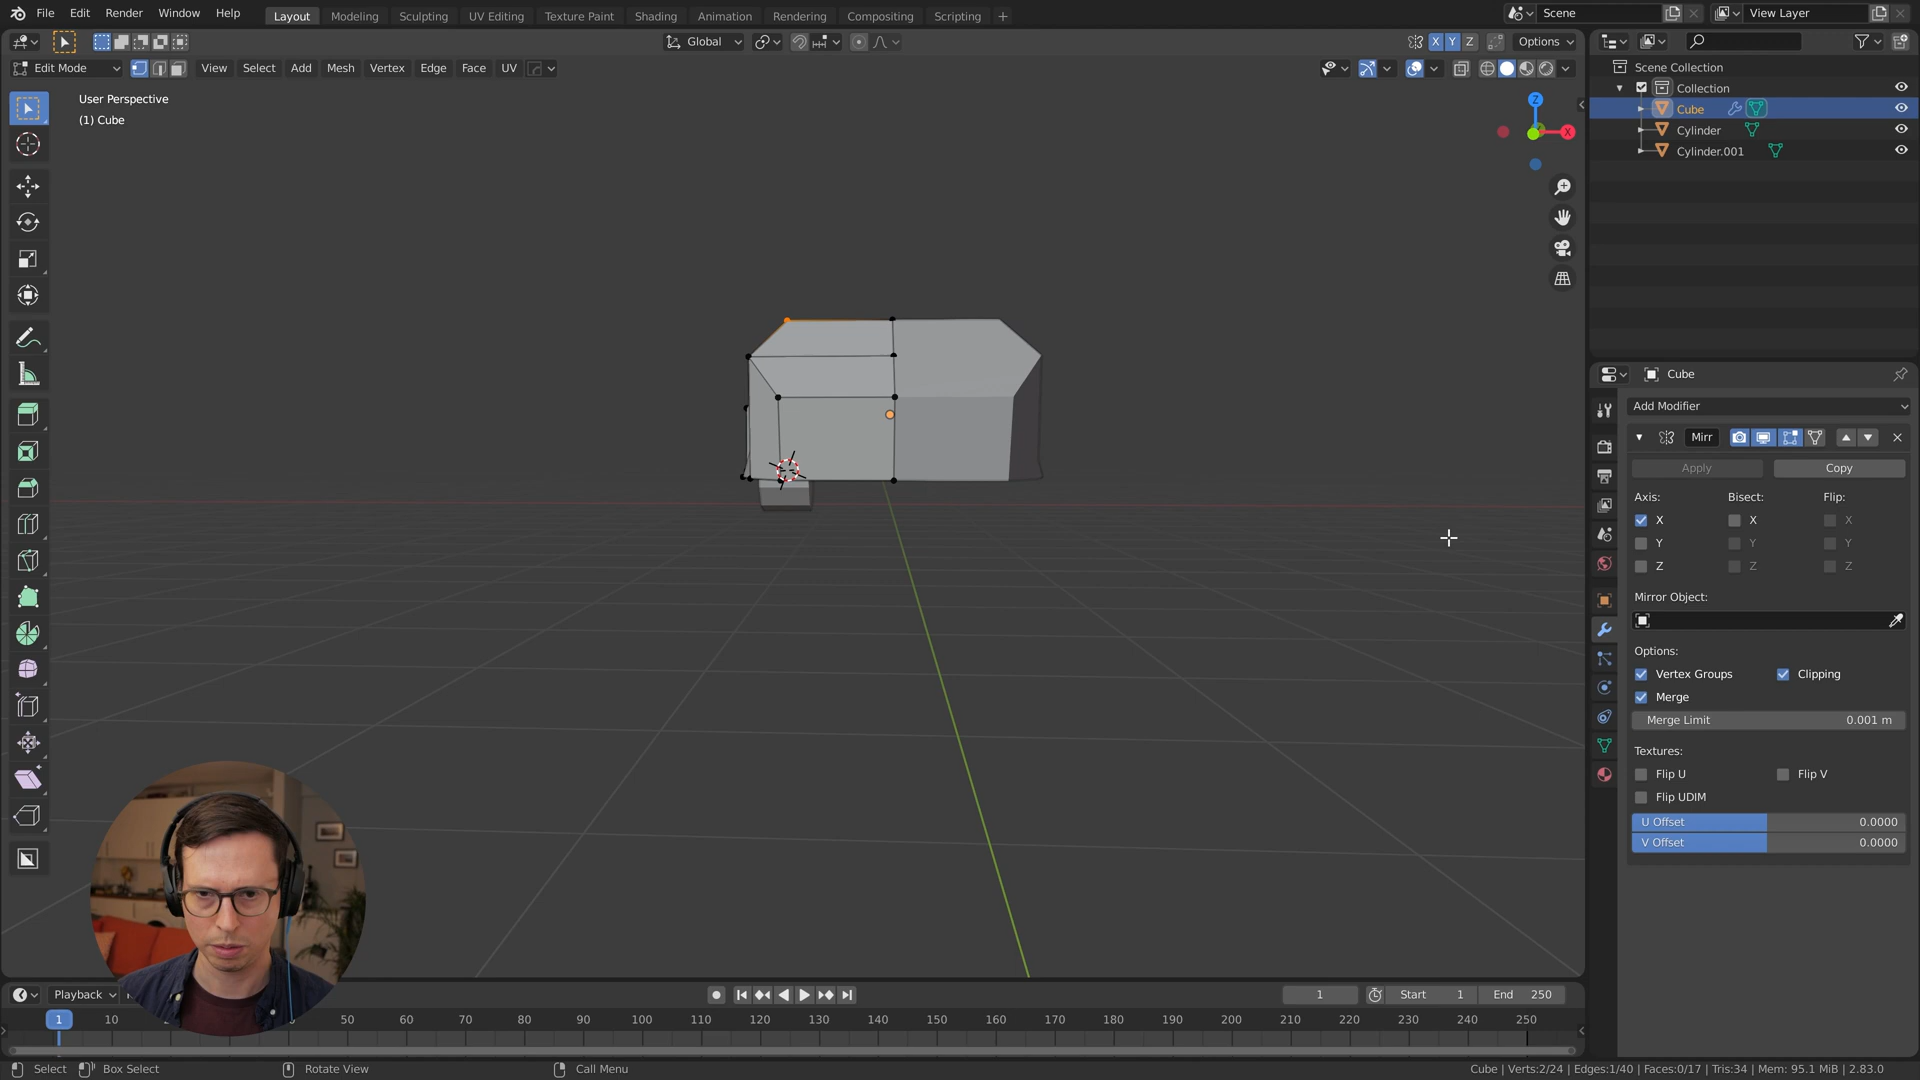 File Edit Render Window Help Layout Modeling Sculpting UV Editing Texture Paint Shading Animation Rendering Compositing Scripting + Scene View Layer
Global X Y Z Options
Edit Mode View Select Add Mesh Vertex Edge Face UV
User Perspective
(1) Cube
Z
X
Scene Collection
Collection
Cube
Cylinder
Cylinder.001
Cube
Add Modifier
Mirr
Apply Copy
Axis: Bisect: Flip:
X X X
Y Y Y
Z Z Z
Mirror Object:
Options:
Vertex Groups Clipping
Merge
Merge Limit 0.001 m
Textures:
Flip U Flip V
Flip UDIM
U Offset 0.0000
V Offset 0.0000
Playback 1 Start 1 End 250
1 10 50 60 70 80 90 100 110 120 130 140 150 160 170 180 190 200 210 220 230 240 250
Select Box Select Rotate View Call Menu Cube | Verts:2/24 | Edges:1/40 | Faces:0/17 | Tris:34 | Mem: 95.1 MiB | 2.83.0